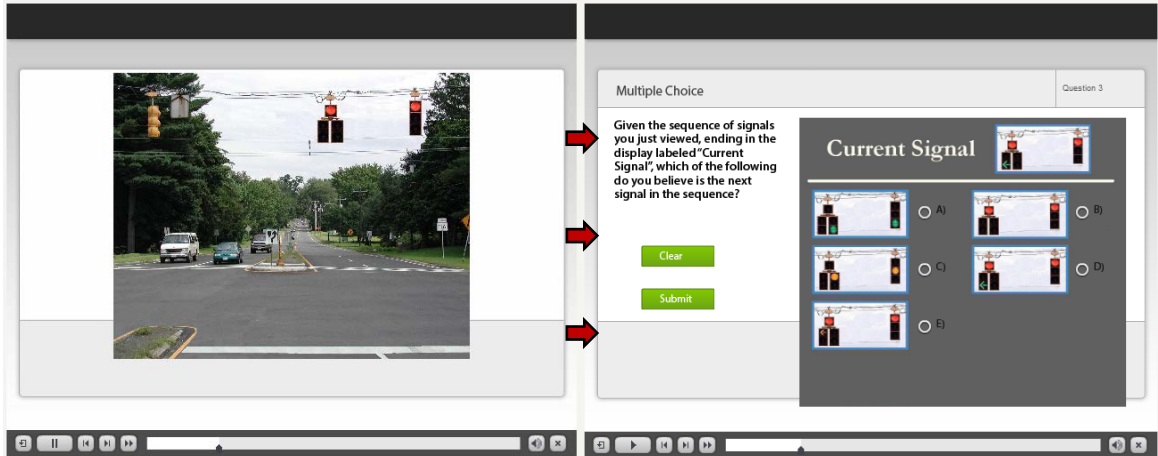 Multiple Choice
Question 3
Given the sequence of signals
you just viewed, ending in the
display labeled "Current
Signal", which of the following
do you believe is the next
signal in the sequence?
Clear
Submit
Current Signal
A)
B)
C)
D)
E)